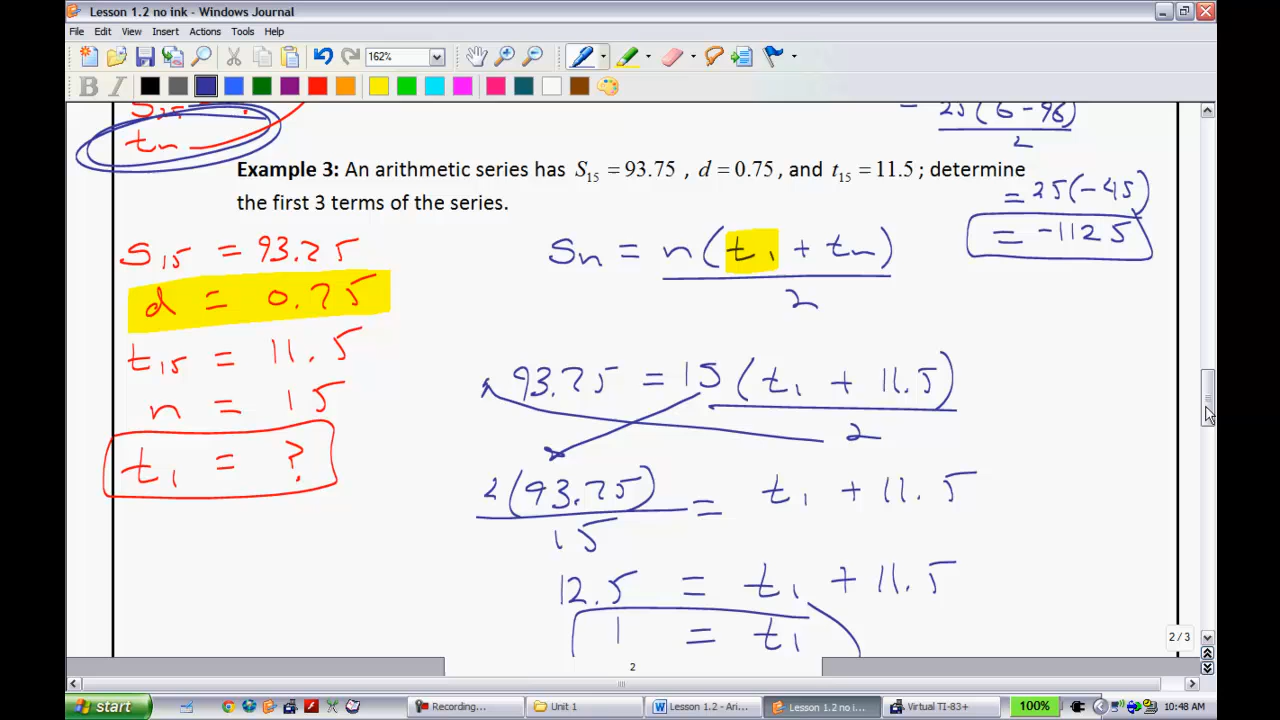 Lesson 1.2 no ink - Windows Journal
File Edit View Insert Actions Tools Help
162%
B I
tn
= 25(6-96)
2
Example 3: An arithmetic series has S15 = 93.75 , d = 0.75, and t15 = 11.5 ; determine
the first 3 terms of the series.
= 25(-45)
= -1125
S15 = 93.25
d = 0.75
t15 = 11.5
n = 15
t1 = ?
Sn = n(t1 + tn)
2
93.75 = 15 (t1 + 11.5)
2
2(93.75) = t1 + 11.5
15
12.5 = t1 + 11.5
1 = t1
2/3
2
start Recording... Unit 1 Lesson 1.2 - Ari... Lesson 1.2 no i... Virtual TI-83+ 100% 10:48 AM